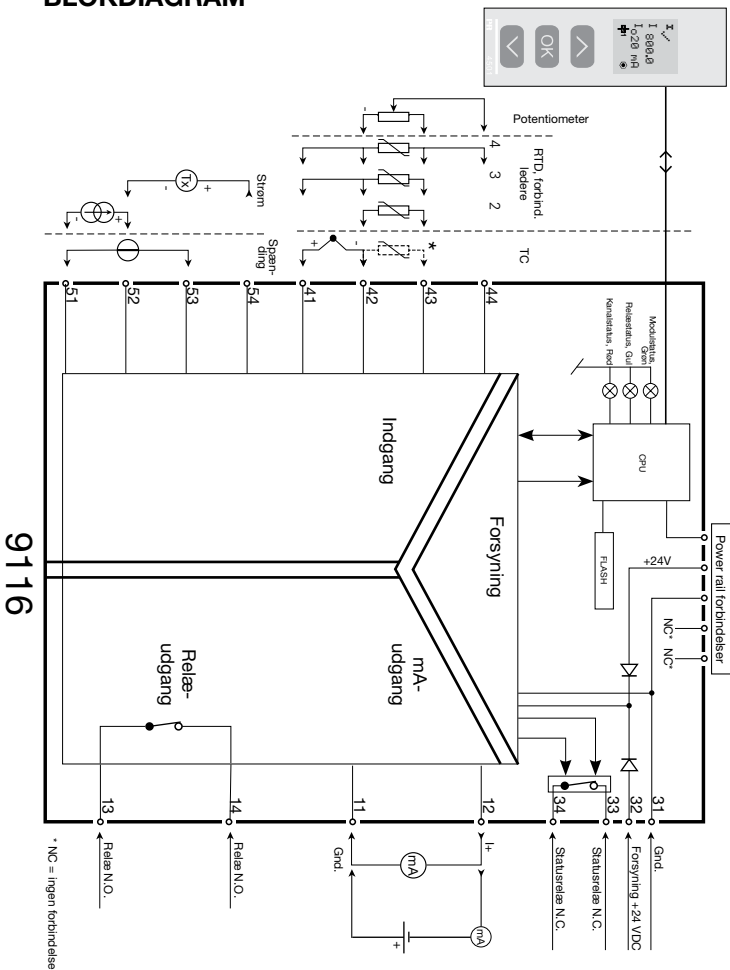 BLOKDIAGRAM
I
I 800.0
Io20 mA
OK
Potentiometer
4
3
2
RTD, forbind.
ledere
TC
*
-
+
-
Strøm
Tx
+
-
+
-
Spæn-
ding
51
52
53
54
41
42
43
44
Modulstatus,
Grøn
Relæstatus, Gul
Kanalstatus, Rød
CPU
FLASH
Power rail forbindelser
+24V
NC*
NC*
Indgang
Forsyning
mA-
udgang
Relæ-
udgang
9116
13
14
11
12
34
33
32
31
Relæ N.O.
Relæ N.O.
Gnd.
I+
mA
mA
+
Statusrelæ N.C.
Statusrelæ N.C.
Forsyning +24 VDC
Gnd.
* NC = ingen forbindelse